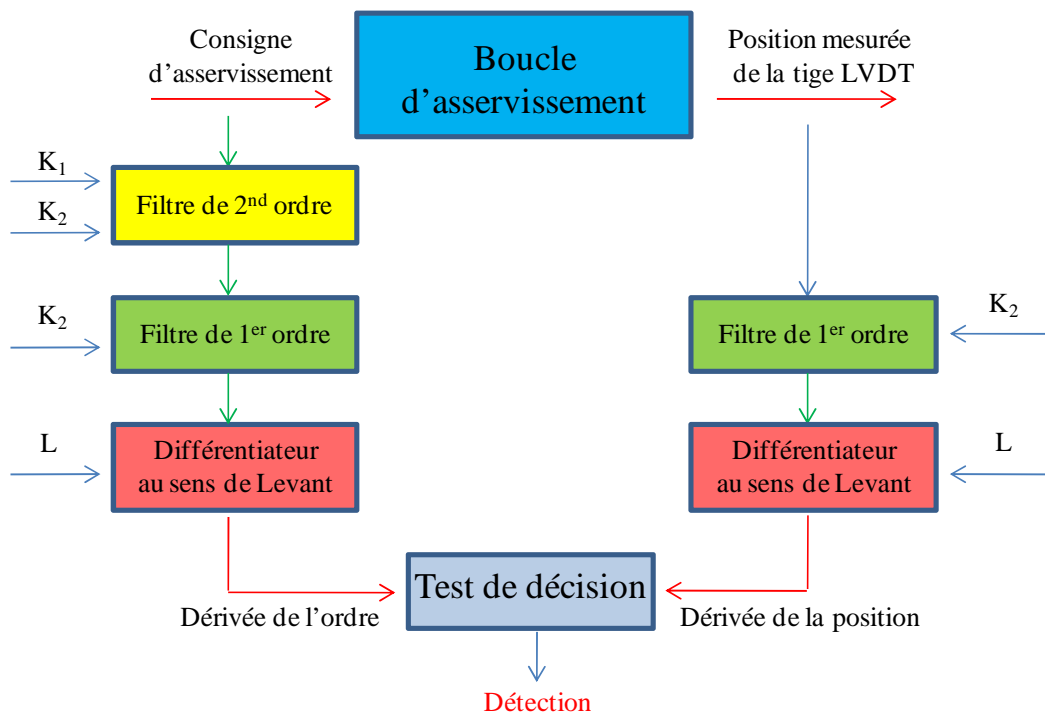 Consigne
d’asservissement
Boucle
d’asservissement
Position mesurée
de la tige LVDT
K1
K2
Filtre de 2nd ordre
K2
Filtre de 1er ordre
Filtre de 1er ordre
K2
L
Différentiateur
au sens de Levant
Différentiateur
au sens de Levant
L
Test de décision
Dérivée de l’ordre
Dérivée de la position
Détection